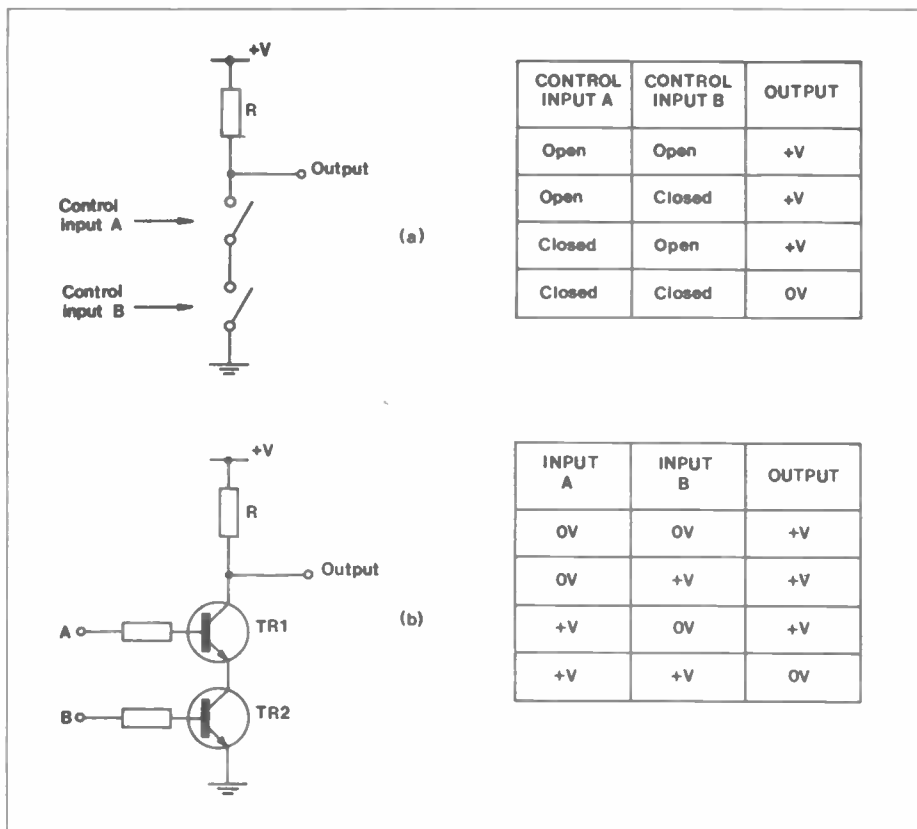 +V
R
Output
Control
input A
Control
input B
(a)
CONTROL INPUT A CONTROL INPUT B OUTPUT
Open Open +V
Open Closed +V
Closed Open +V
Closed Closed 0V
+V
R
Output
A
TR1
B
TR2
(b)
INPUT A INPUT B OUTPUT
0V 0V +V
0V +V +V
+V 0V +V
+V +V 0V